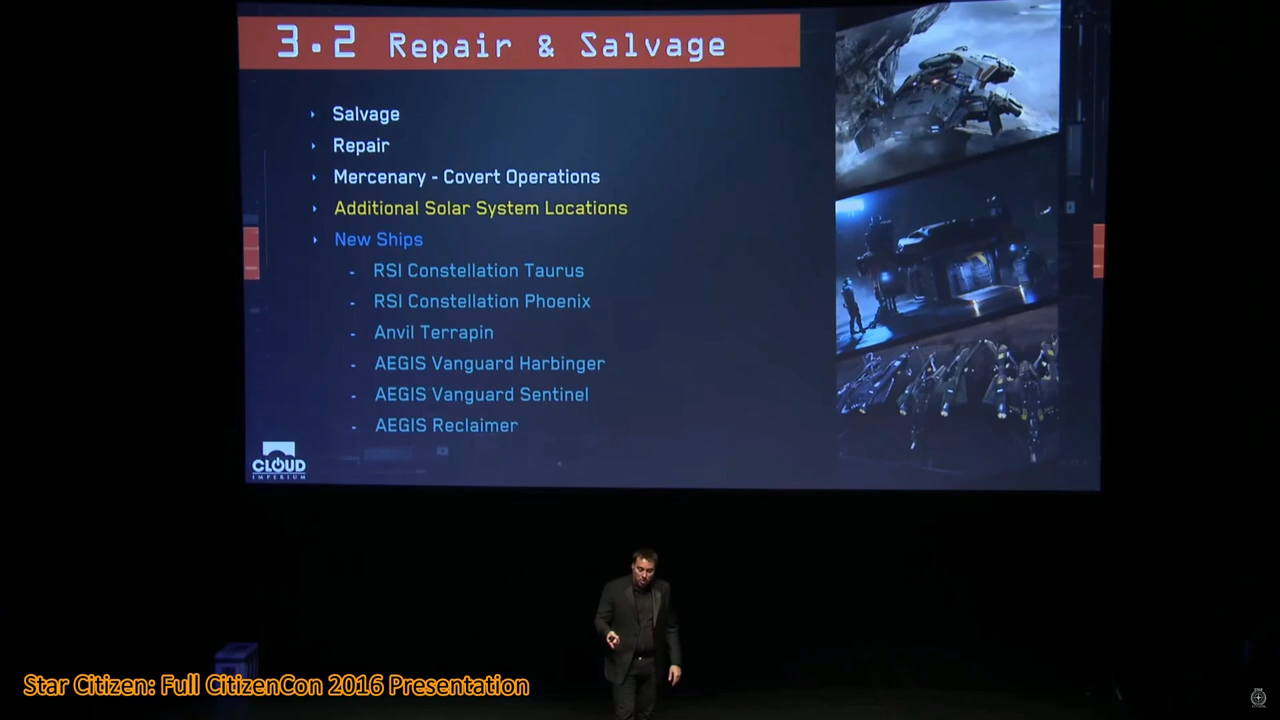 3.2 Repair & Salvage
Salvage
Repair
Mercenary - Covert Operations
Additional Solar System Locations
New Ships
- RSI Constellation Taurus
- RSI Constellation Phoenix
- Anvil Terrapin
- AEGIS Vanguard Harbinger
- AEGIS Vanguard Sentinel
- AEGIS Reclaimer
CLOUD
IMPERIUM
Star Citizen: Full CitizenCon 2016 Presentation